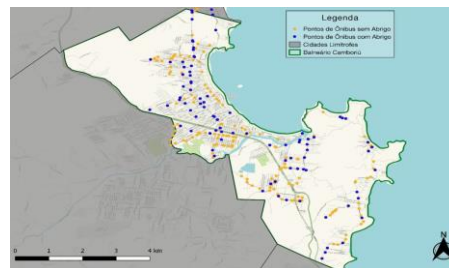 Legenda
Pontos de Ônibus sem Abrigo
Pontos de Ônibus com Abrigo
Cidades Limítrofes
Balneário Camboriú
N
0 1 2 3 4 km